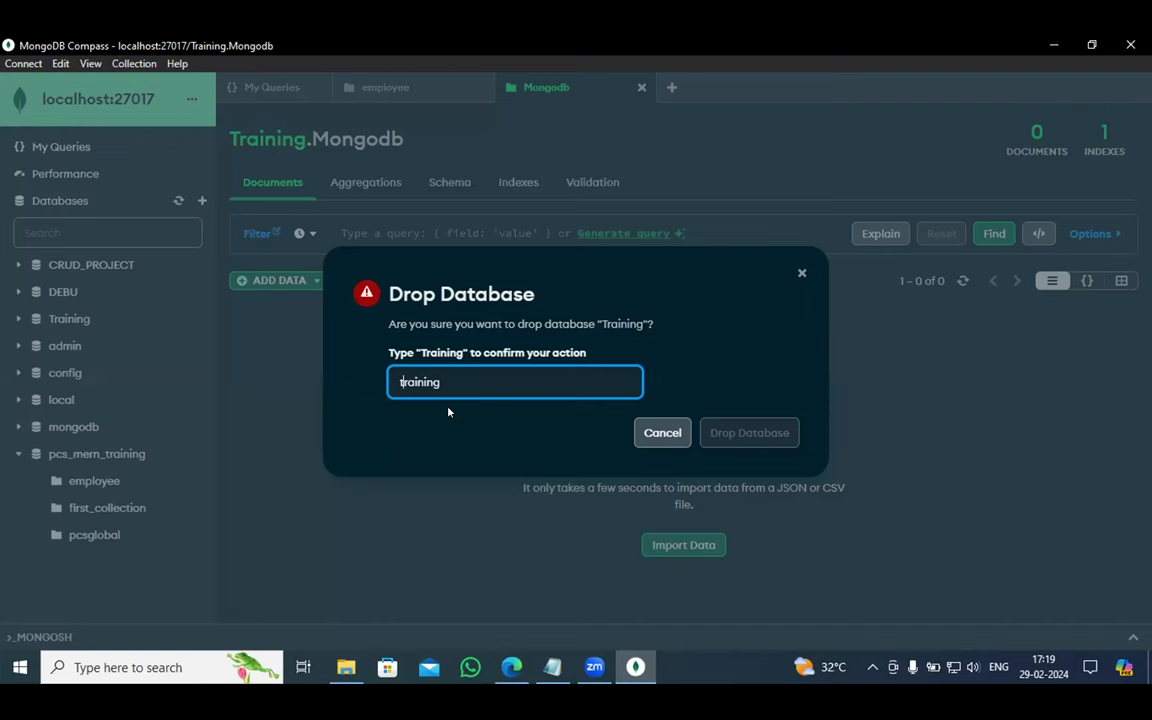 MongoDB Compass - localhost:27017/Training.Mongodb
Connect Edit View Collection Help
localhost:27017 ...
{} My Queries employee Mongodb
My Queries
Performance
Databases
Search
CRUD_PROJECT
DEBU
Training
admin
config
local
mongodb
pcs_mern_training
employee
first_collection
pcsglobal
Training.Mongodb
0 1
DOCUMENTS INDEXES
Documents Aggregations Schema Indexes Validation
Filter Type a query: { field: 'value' } or Generate query Explain Reset Find </> Options
ADD DATA 1 – 0 of 0 {}
Drop Database
Are you sure you want to drop database "Training"?
Type "Training" to confirm your action
training
Cancel Drop Database
It only takes a few seconds to import data from a JSON or CSV
file.
Import Data
>_MONGOSH
Type here to search zm 32°C ENG 17:19
29-02-2024
PRE